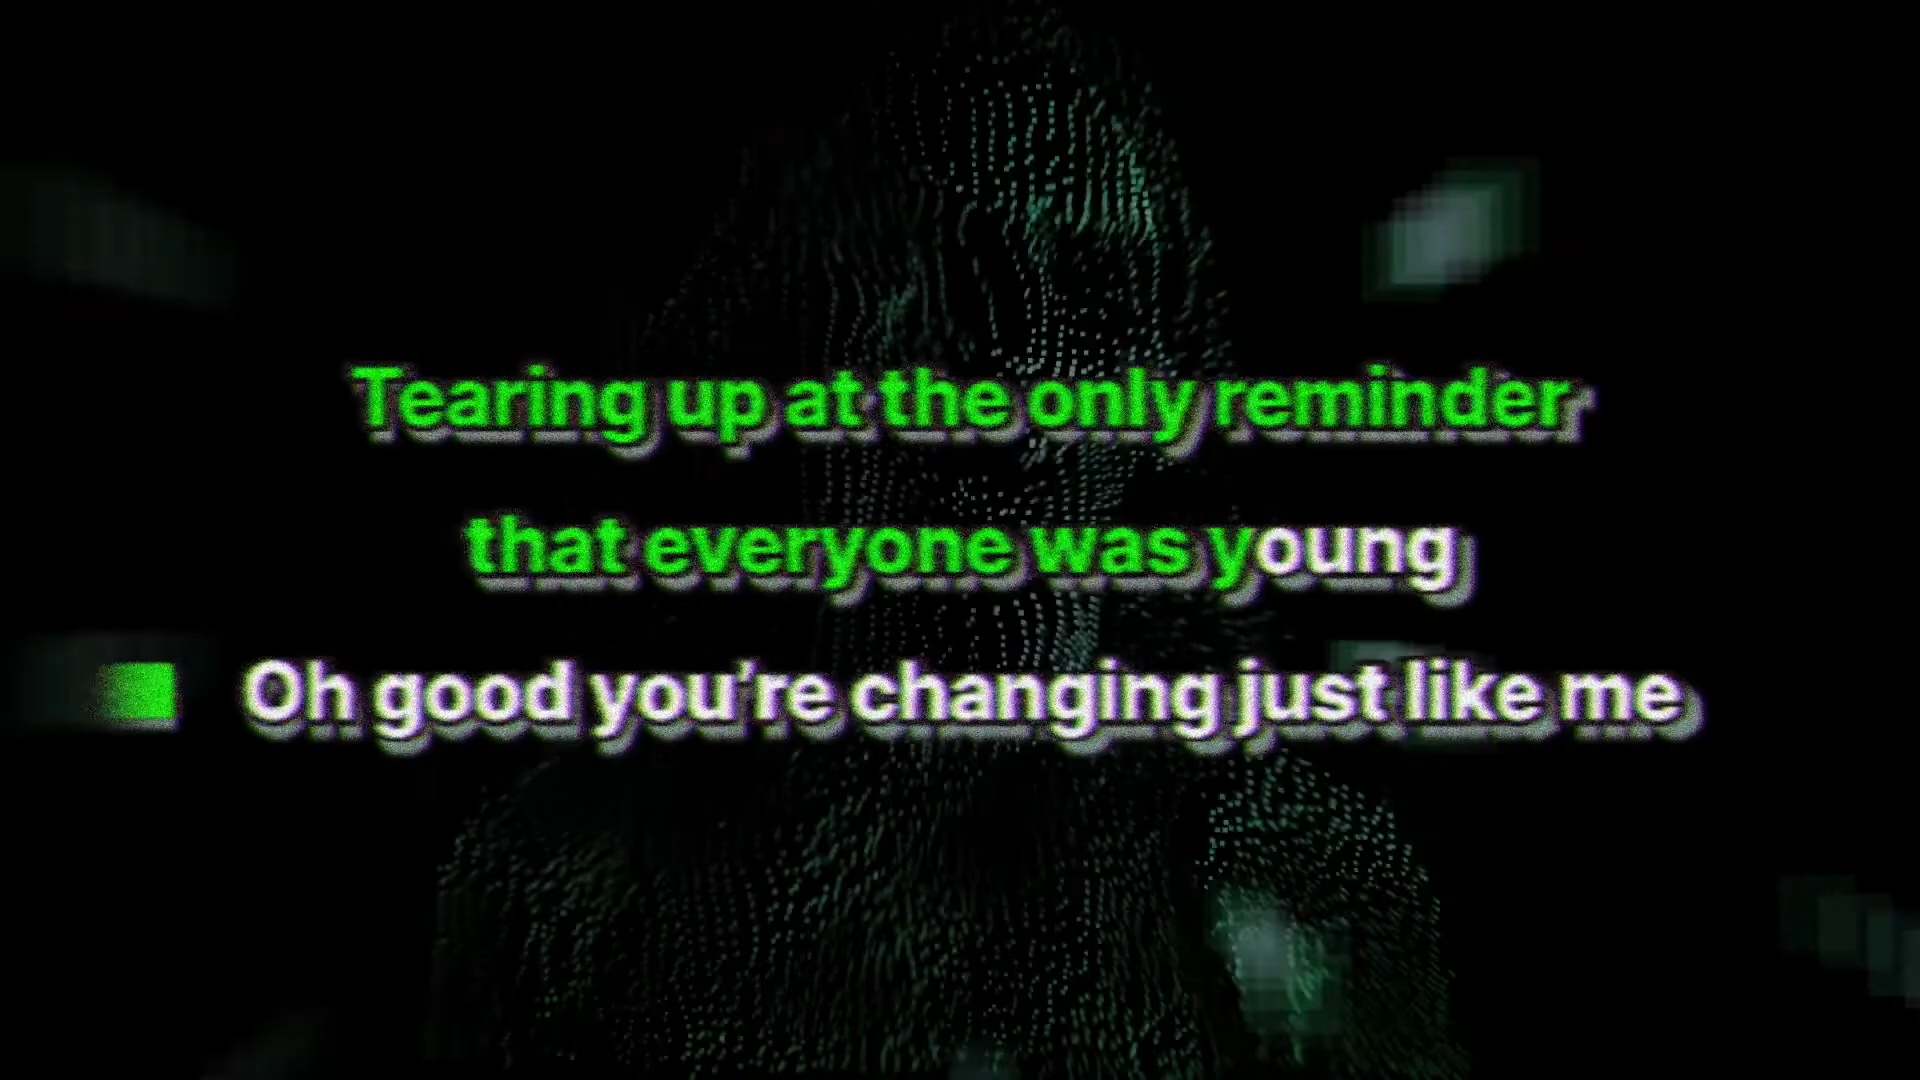 Tearing up at the only reminder
that everyone was young
Oh good you're changing just like me